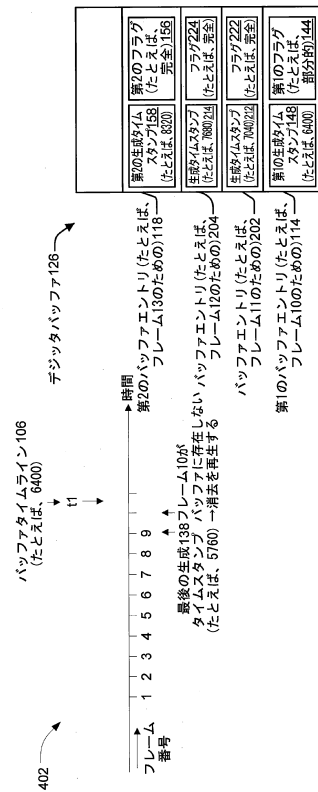 402
フレーム
番号
1 2 3 4 5 6 7 8 9
時間
バッファタイムライン106
(たとえば、6400)
t1
最後の生成138
タイムスタンプ
(たとえば、5760)
フレーム10が
バッファに存在しない
→消去を再生する
デジッタバッファ126
第2のバッファエントリ(たとえば、
フレーム13のための)118
第2の生成タイム
スタンプ158
(たとえば、8320)
第2のフラグ
(たとえば、
完全)156
バッファエントリ(たとえば、
フレーム12のための)204
生成タイムスタンプ
(たとえば、7680)214
フラグ224
(たとえば、完全)
バッファエントリ(たとえば、
フレーム11のための)202
生成タイムスタンプ
(たとえば、7040)212
フラグ222
(たとえば、完全)
第1のバッファエントリ(たとえば、
フレーム10のための)114
第1の生成タイム
スタンプ148
(たとえば、6400)
第1のフラグ
(たとえば、
部分的)144